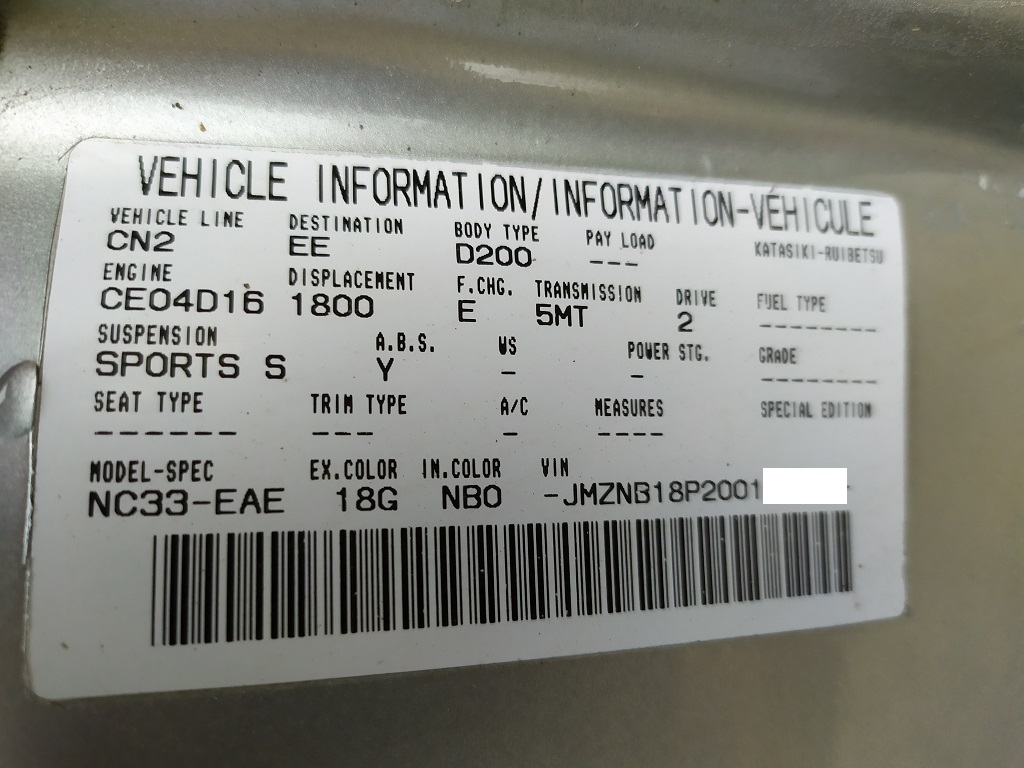 VEHICLE INFORMATION/INFORMATION-VÉHICULE
VEHICLE LINE DESTINATION BODY TYPE PAY LOAD KATASIKI-RUIBETSU
CN2 EE D200 ---
ENGINE DISPLACEMENT F.CHG. TRANSMISSION DRIVE FUEL TYPE
CE04D16 1800 E 5MT 2 --------
SUSPENSION A.B.S. WS POWER STG. GRADE
SPORTS S Y - - --------
SEAT TYPE TRIM TYPE A/C MEASURES SPECIAL EDITION
------ --- - ----
MODEL-SPEC EX.COLOR IN.COLOR VIN
NC33-EAE 18G NB0 -JMZNB18P2001